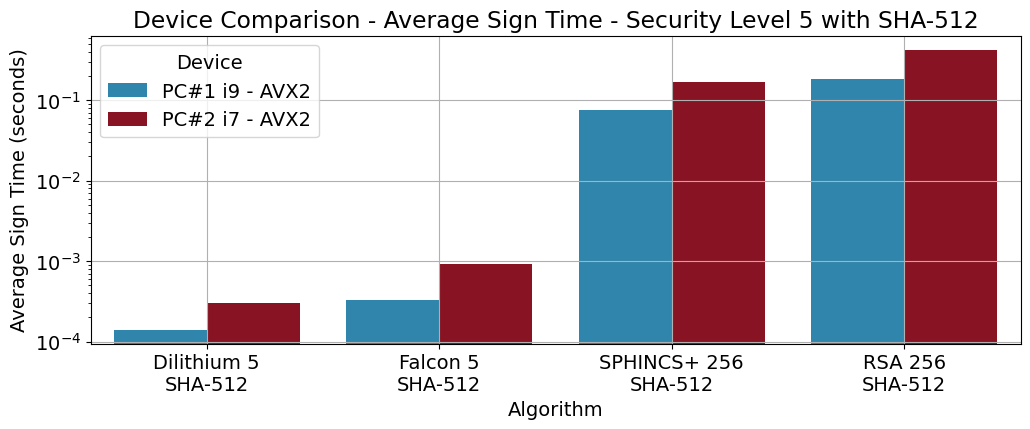 Device Comparison - Average Sign Time - Security Level 5 with SHA-512
Average Sign Time (seconds)
Device
PC#1 i9 - AVX2
PC#2 i7 - AVX2
10⁻¹
10⁻²
10⁻³
10⁻⁴
Dilithium 5
SHA-512
Falcon 5
SHA-512
SPHINCS+ 256
SHA-512
RSA 256
SHA-512
Algorithm